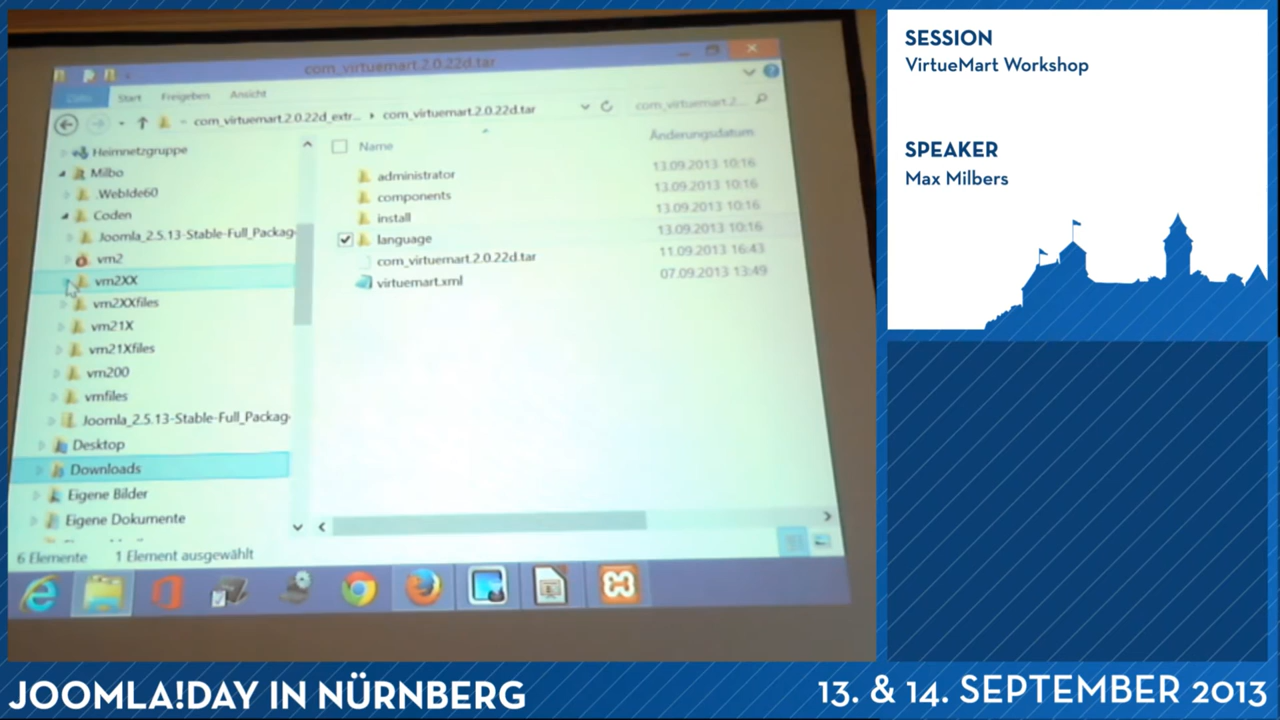 com_virtuemart.2.0.22d.tar
Datei Start Freigeben Ansicht
com_virtuemart.2.0.22d_extr... com_virtuemart.2.0.22d.tar com_virtuemart.2...
Heimnetzgruppe
Milbo
.WebIde60
Coden
Joomla_2.5.13-Stable-Full_Packag
vm2
vm2XX
vm2XXfiles
vm21X
vm21Xfiles
vm200
vmfiles
Joomla_2.5.13-Stable-Full_Packag
Desktop
Downloads
Eigene Bilder
Eigene Dokumente
Name Änderungsdatum
administrator 13.09.2013 10:16
components 13.09.2013 10:16
install 13.09.2013 10:16
language 13.09.2013 10:16
com_virtuemart.2.0.22d.tar 11.09.2013 16:43
virtuemart.xml 07.09.2013 13:49
6 Elemente 1 Element ausgewählt
SESSION
VirtueMart Workshop
SPEAKER
Max Milbers
JOOMLA!DAY IN NÜRNBERG
13. & 14. SEPTEMBER 2013